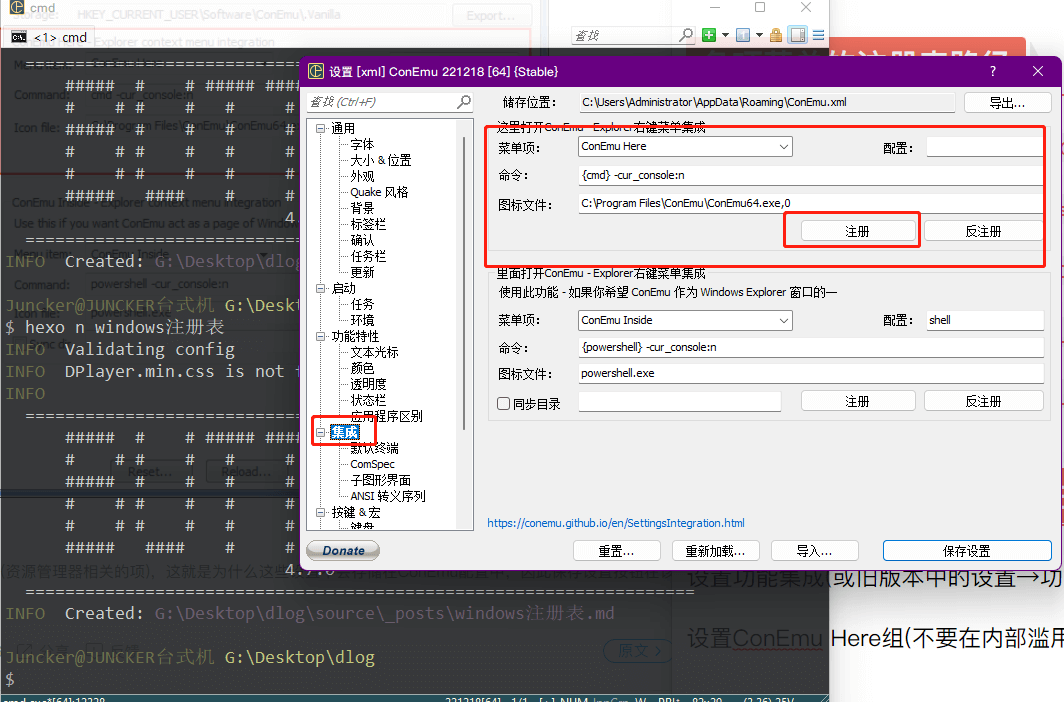 cmd
Storage: HKEY_CURRENT_USER\Software\ConEmu\.Vanilla
Export...
查找
<1> cmd
Explorer context menu integration
Command: cmd -cur_console:n
Icon file: C:\Program Files\ConEmu\ConEmu64
ConEmu Inside - Explorer context menu integration
Use this if you want ConEmu act as a page of Window
INFO Created: G:\Desktop\dlog
Command: powershell -cur_console:n
Juncker@JUNCKER台式机 G:\Deskt
$ hexo n windows注册表
INFO Validating config
INFO DPlayer.min.css is not f
INFO
Reset...
Reload...
4.7.0
INFO Created: G:\Desktop\dlog\source\_posts\windows注册表.md
Juncker@JUNCKER台式机 G:\Desktop\dlog
$
原文 >
设置 [xml] ConEmu 221218 [64] {Stable}
?
查找 (Ctrl+F)
通用
字体
大小 & 位置
外观
Quake 风格
背景
标签栏
确认
任务栏
更新
启动
任务
环境
功能特性
文本光标
颜色
透明度
状态栏
应用程序区别
集成
默认终端
ComSpec
子图形界面
ANSI 转义序列
按键 & 宏
键盘
Donate
储存位置：
C:\Users\Administrator\AppData\Roaming\ConEmu.xml
导出...
这里打开ConEmu - Explorer右键菜单集成
菜单项：
ConEmu Here
配置：
命令：
{cmd} -cur_console:n
图标文件：
C:\Program Files\ConEmu\ConEmu64.exe,0
注册
反注册
里面打开ConEmu - Explorer右键菜单集成
使用此功能 - 如果你希望 ConEmu 作为 Windows Explorer 窗口的一
菜单项：
ConEmu Inside
配置：
shell
命令：
{powershell} -cur_console:n
图标文件：
powershell.exe
同步目录
注册
反注册
https://conemu.github.io/en/SettingsIntegration.html
重置...
重新加载...
导入...
保存设置
设置功能集成(或旧版本中的设置→功
设置ConEmu Here组(不要在内部滥用